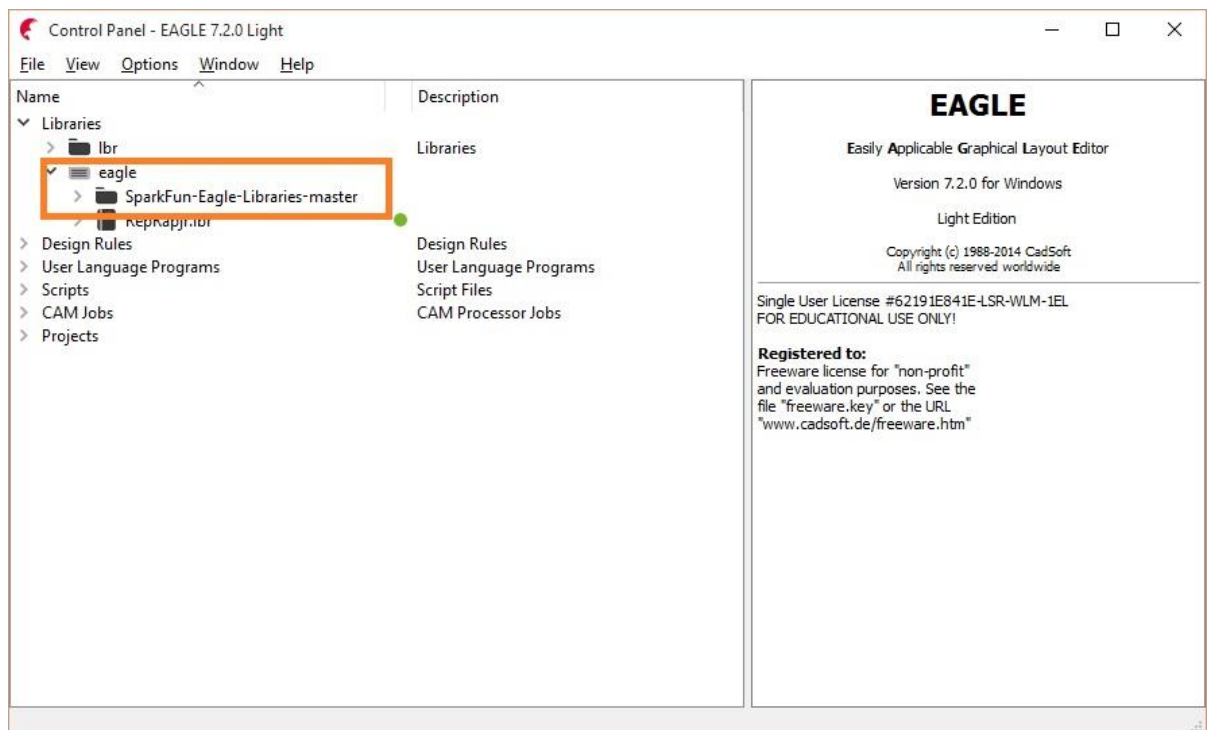 Control Panel - EAGLE 7.2.0 Light
File View Options Window Help
Name Description
Libraries
lbr Libraries
eagle
SparkFun-Eagle-Libraries-master
RepRapjr.lbr
Design Rules Design Rules
User Language Programs User Language Programs
Scripts Script Files
CAM Jobs CAM Processor Jobs
Projects
EAGLE
Easily Applicable Graphical Layout Editor
Version 7.2.0 for Windows
Light Edition
Copyright (c) 1988-2014 CadSoft
All rights reserved worldwide
Single User License #62191E841E-LSR-WLM-1EL
FOR EDUCATIONAL USE ONLY!
Registered to:
Freeware license for "non-profit"
and evaluation purposes. See the
file "freeware.key" or the URL
"www.cadsoft.de/freeware.htm"